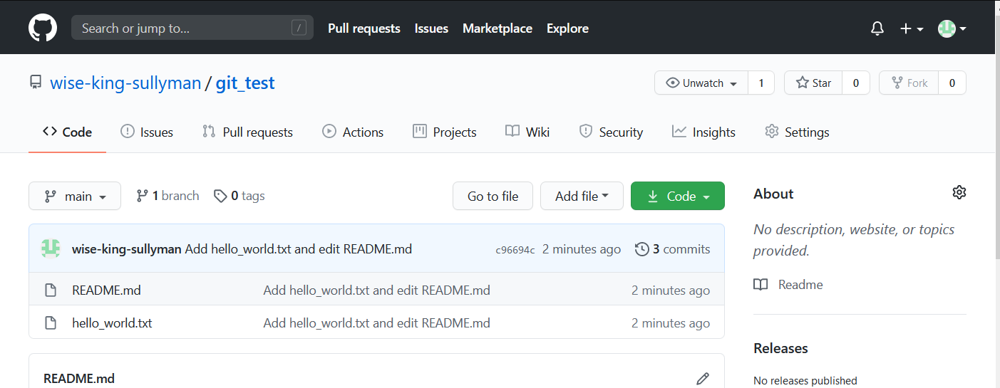 Search or jump to... /
Pull requests Issues Marketplace Explore
wise-king-sullyman / git_test
Unwatch 1 Star 0 Fork 0
Code Issues Pull requests Actions Projects Wiki Security Insights Settings
main 1 branch 0 tags Go to file Add file Code
wise-king-sullyman Add hello_world.txt and edit README.md c96694c 2 minutes ago 3 commits
README.md Add hello_world.txt and edit README.md 2 minutes ago
hello_world.txt Add hello_world.txt and edit README.md 2 minutes ago
README.md
About
No description, website, or topics
provided.
Readme
Releases
No releases published